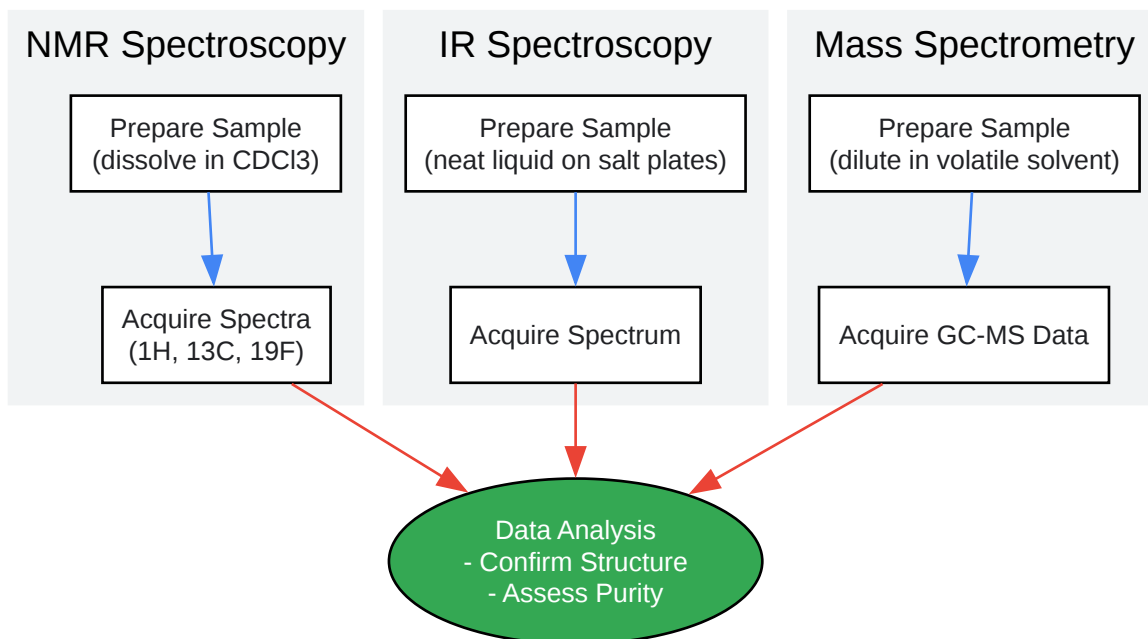 NMR Spectroscopy
Prepare Sample
(dissolve in CDCl3)
Acquire Spectra
(1H, 13C, 19F)
IR Spectroscopy
Prepare Sample
(neat liquid on salt plates)
Acquire Spectrum
Mass Spectrometry
Prepare Sample
(dilute in volatile solvent)
Acquire GC-MS Data
Data Analysis
- Confirm Structure
- Assess Purity